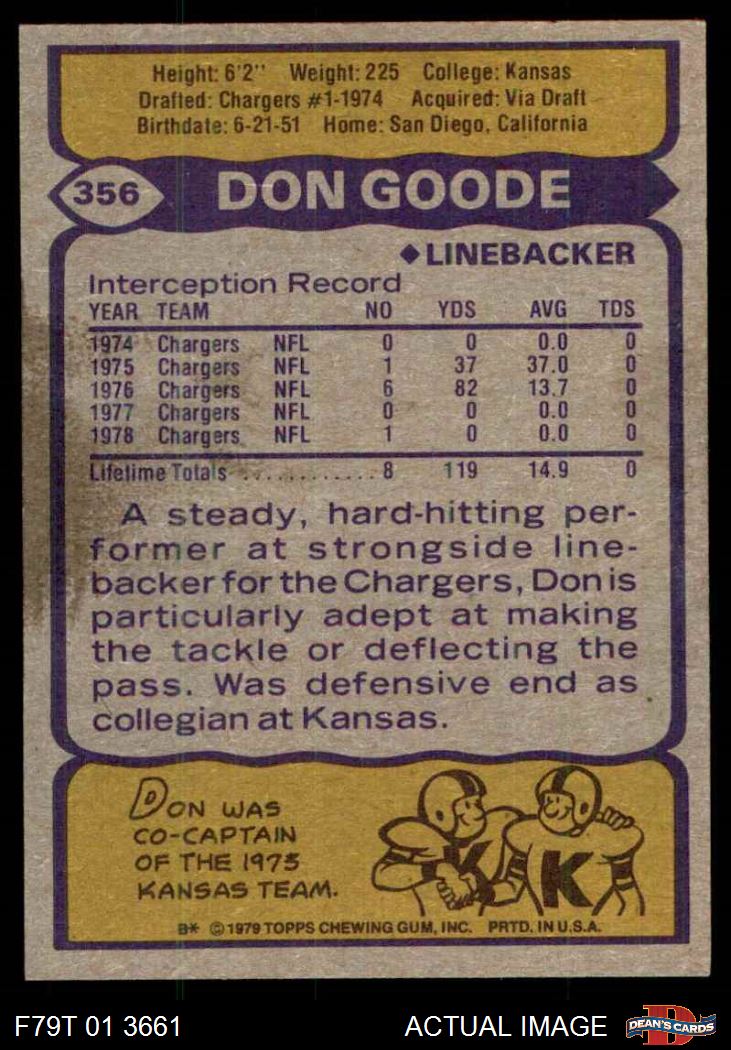 Height: 6'2" Weight: 225 College: Kansas
Drafted: Chargers #1-1974 Acquired: Via Draft
Birthdate: 6-21-51 Home: San Diego, California
356 DON GOODE
◆LINEBACKER
Interception Record
YEAR TEAM NO YDS AVG TDS
1974 Chargers NFL 0 0 0.0 0
1975 Chargers NFL 1 37 37.0 0
1976 Chargers NFL 6 82 13.7 0
1977 Chargers NFL 0 0 0.0 0
1978 Chargers NFL 1 0 0.0 0
Lifetime Totals ............. 8 119 14.9 0
A steady, hard-hitting per-
former at strongside line-
backer for the Chargers, Don is
particularly adept at making
the tackle or deflecting the
pass. Was defensive end as
collegian at Kansas.
DON WAS
CO-CAPTAIN
OF THE 1973
KANSAS TEAM.
K K
B* © 1979 TOPPS CHEWING GUM, INC. PRTD. IN U.S.A.
F79T 01 3661 ACTUAL IMAGE D DEAN'S CARDS